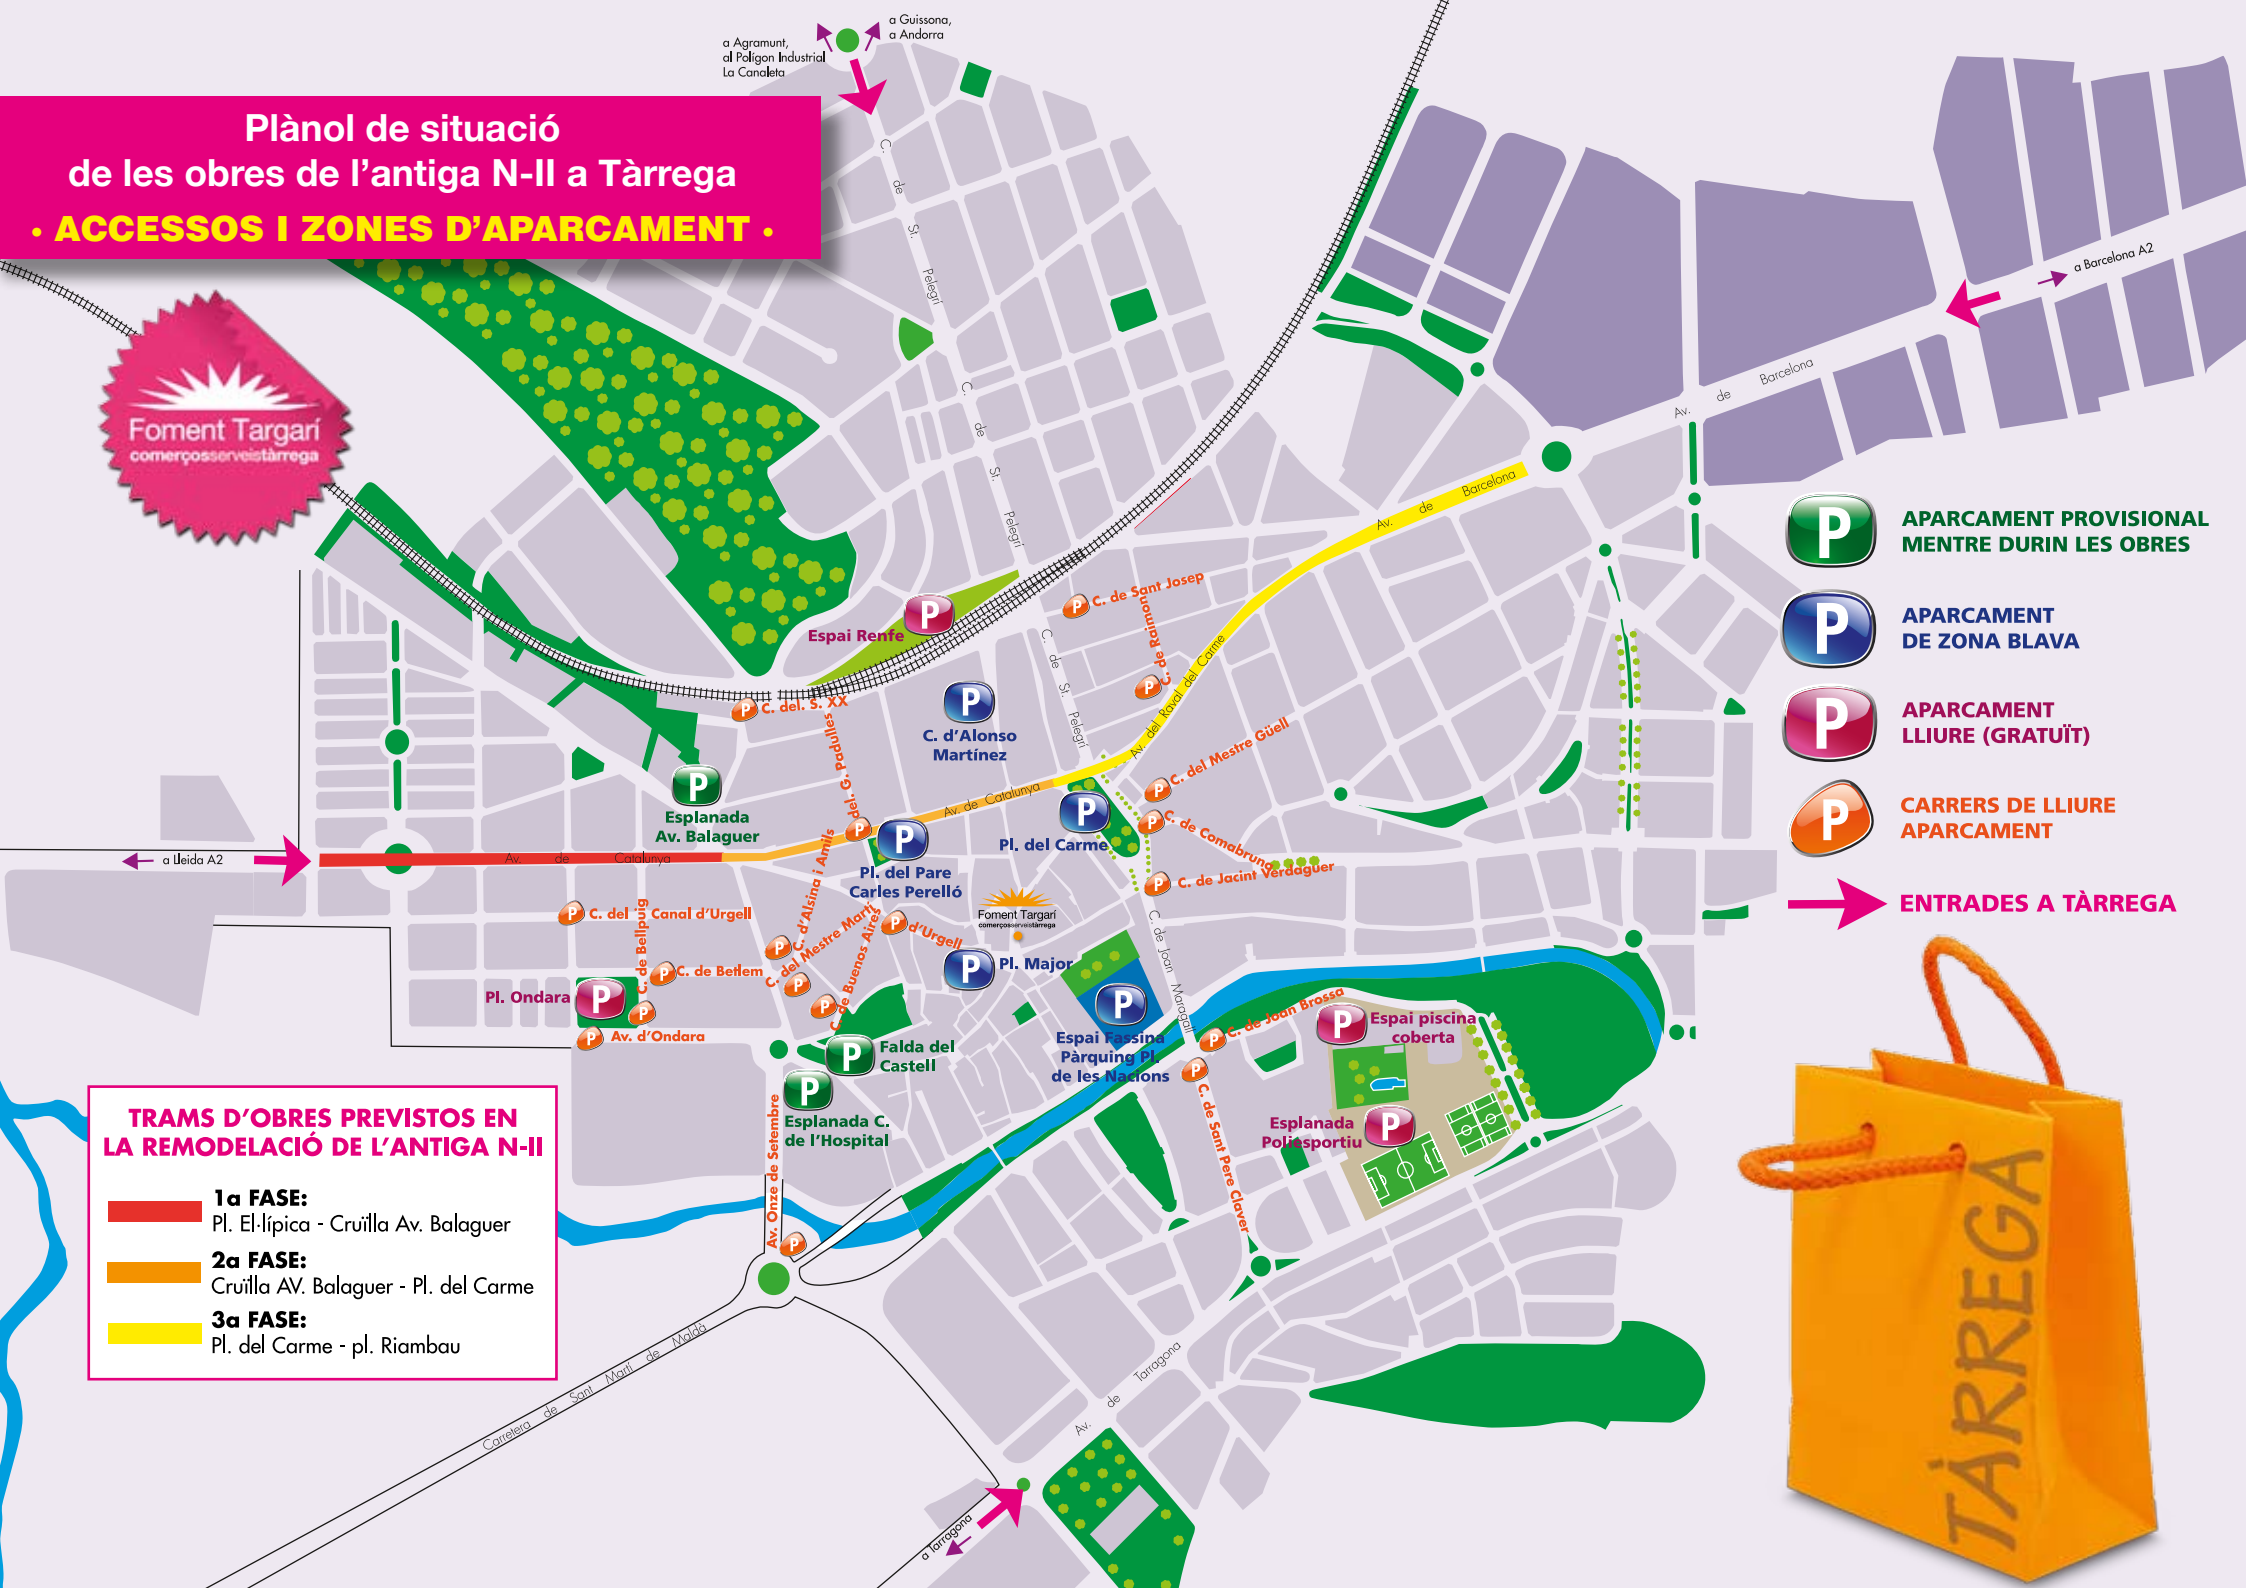 a Guissona,
a Andorra
a Agramunt,
al Polígon Industrial
La Canaleta
Plànol de situació
de les obres de l'antiga N-II a Tàrrega
• ACCESSOS I ZONES D'APARCAMENT •
Foment Targarí
comerçosserveistàrrega
C. de St. Pelegrí
C. de St. Pelegrí
C. de St. Pelegrí
a Barcelona A2
Av. de Barcelona
Av. de Barcelona
P
APARCAMENT PROVISIONAL
MENTRE DURIN LES OBRES
P
APARCAMENT
DE ZONA BLAVA
P
APARCAMENT
LLIURE (GRATUÏT)
P
CARRERS DE LLIURE
APARCAMENT
ENTRADES A TÀRREGA
P
Espai Renfe
P
C. de Sant Josep
C. de Raimon
P
Av. del Raval del Carme
P
C. del. S. XX
del. G. Padulles
P
P
C. d'Alonso
Martínez
P
C. del Mestre Güell
P
C. de Comabruna
P
C. de Jacint Verdaguer
P
Esplanada
Av. Balaguer
Av. de Catalunya
Av. de Catalunya
P
Pl. del Carme
P
Pl. del Pare
Carles Perelló
a Lleida A2
Foment Targarí
comerçosserveistàrrega
P
C. del Canal d'Urgell
C. de Bellpuig
P
P
C. de Betlem
C. d'Alsina i Amils
P
C. del Mestre Martí
P
C. de Buenos Aires
P
P
d'Urgell
P
Pl. Major
C. de Joan Maragall
P
Pl. Ondara
P
Av. d'Ondara
P
Falda del
Castell
P
Esplanada C.
de l'Hospital
P
Espai Fassina
Pàrquing Pl.
de les Nacions
P
C. de Joan Brossa
P
Espai piscina
coberta
P
C. de Sant Pere Claver
P
Esplanada
Poliesportiu
Av. Onze de Setembre
P
TRAMS D'OBRES PREVISTOS EN
LA REMODELACIÓ DE L'ANTIGA N-II
1a FASE:
Pl. El·lípica - Cruïlla Av. Balaguer
2a FASE:
Cruïlla AV. Balaguer - Pl. del Carme
3a FASE:
Pl. del Carme - pl. Riambau
Carretera de Sant Martí de Maldà
Av. de Tarragona
a Tarragona
TÀRREGA